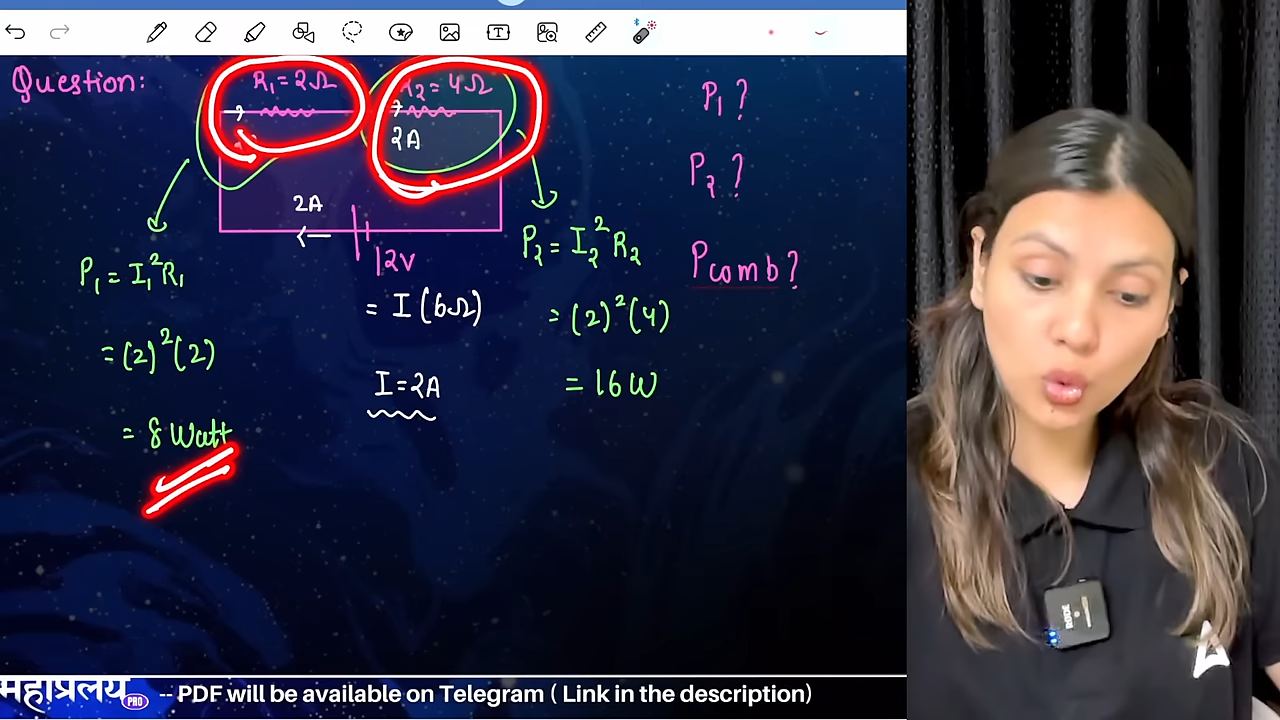 Question:
R₁=2Ω
R₂=4Ω
2A
2A
12V
= I(6Ω)
I=2A
P₁=I₁²R₁
=(2)²(2)
= 8 Watt
P₂=I₂²R₂
=(2)²(4)
=16W
P₁?
P₂?
Pcomb?
RODE
महाप्रलय PRO -- PDF will be available on Telegram ( Link in the description)